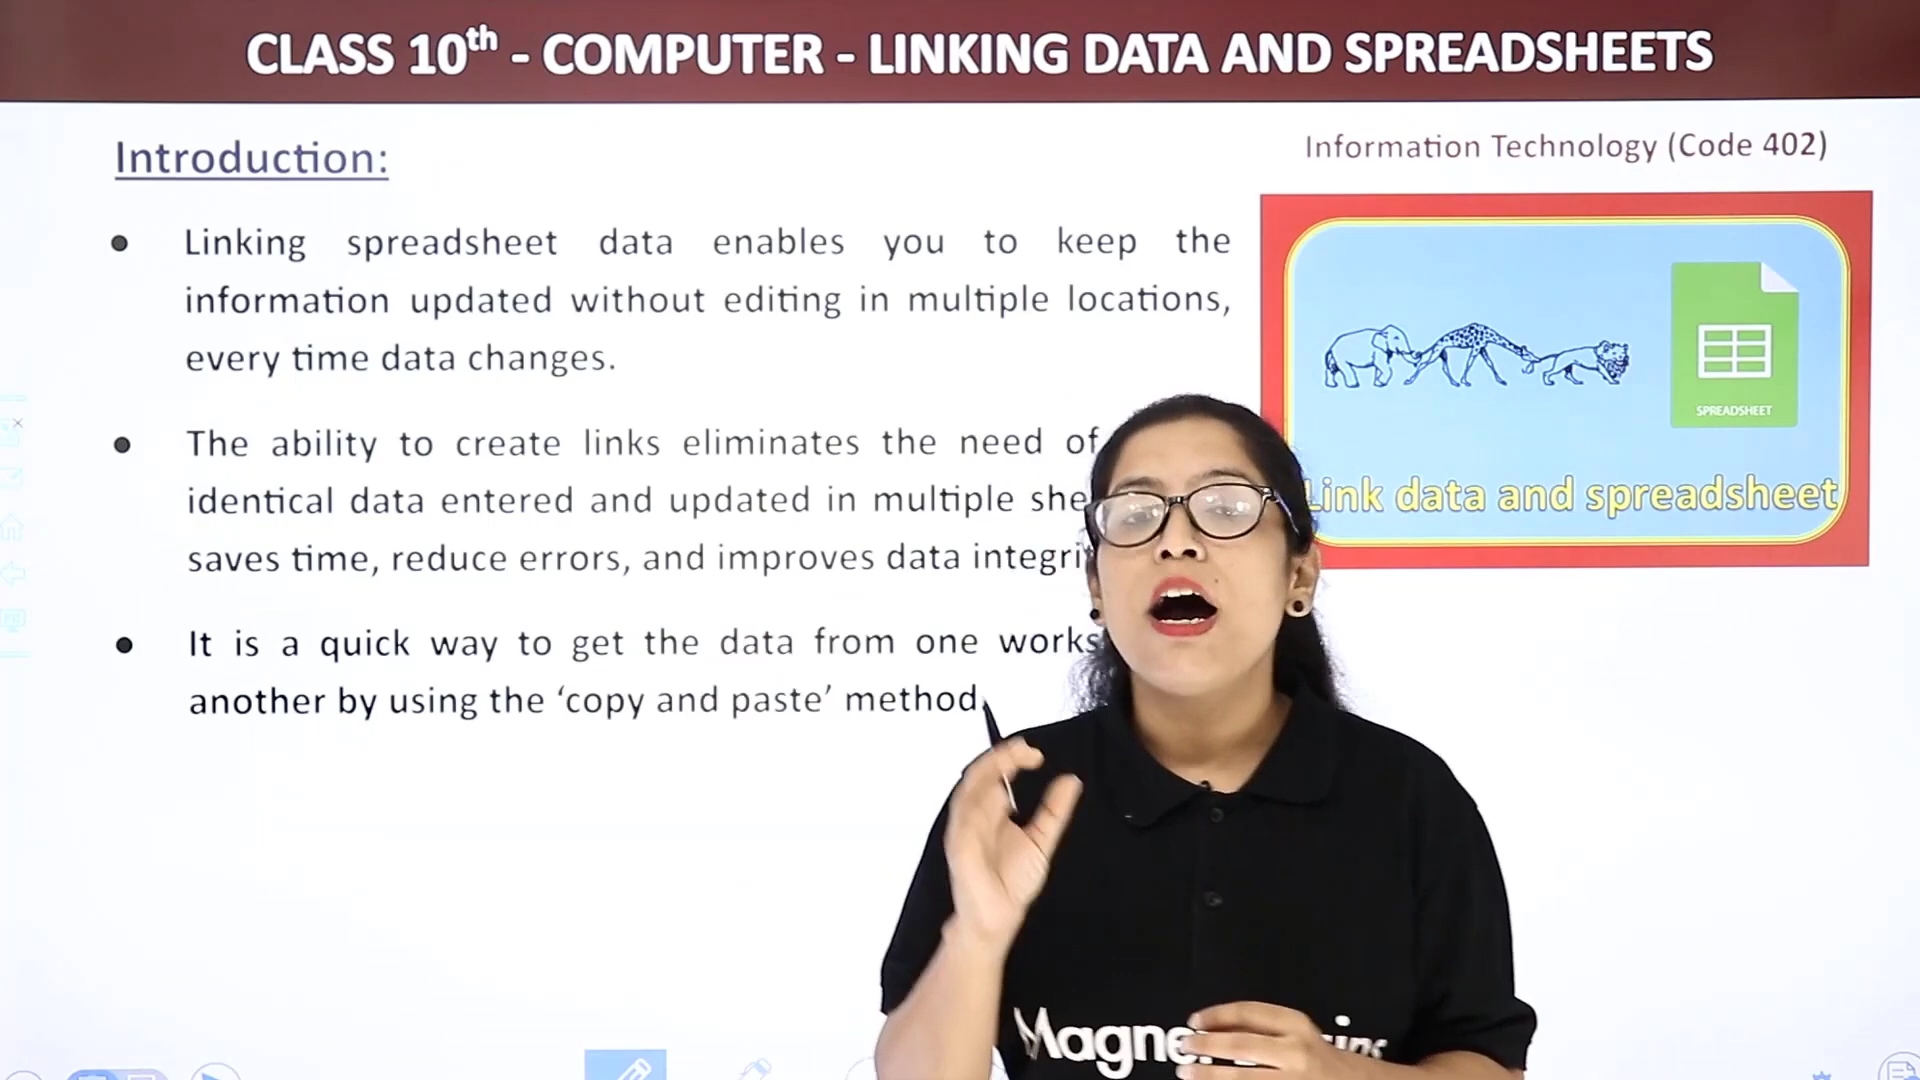 CLASS 10th - COMPUTER - LINKING DATA AND SPREADSHEETS
Introduction:
Information Technology (Code 402)
• Linking spreadsheet data enables you to keep the
information updated without editing in multiple locations,
every time data changes.
• The ability to create links eliminates the need of
identical data entered and updated in multiple
saves time, reduce errors, and improves data
• It is a quick way to get the data from one
another by using the ‘copy and paste’ method.
SPREADSHEET
Link data and spreadsheet